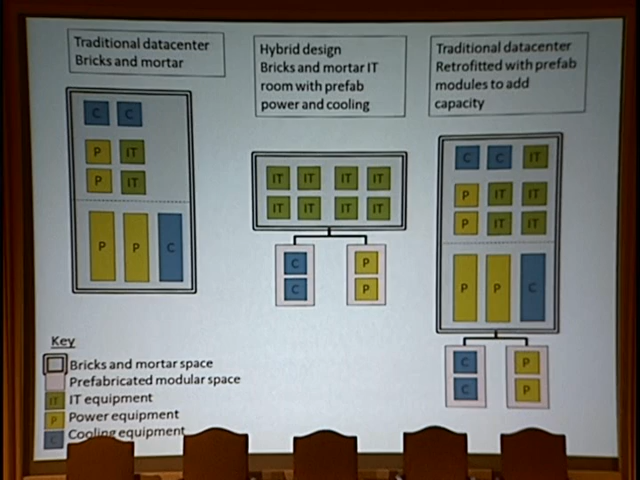 Traditional datacenter
Bricks and mortar
C C
P IT
P IT
P P C
Hybrid design
Bricks and mortar IT
room with prefab
power and cooling
IT IT IT IT
IT IT IT IT
C P
C P
Traditional datacenter
Retrofitted with prefab
modules to add
capacity
C C IT
P IT IT
P IT IT
P P C
C P
C P
Key
Bricks and mortar space
Prefabricated modular space
IT IT equipment
P Power equipment
C Cooling equipment